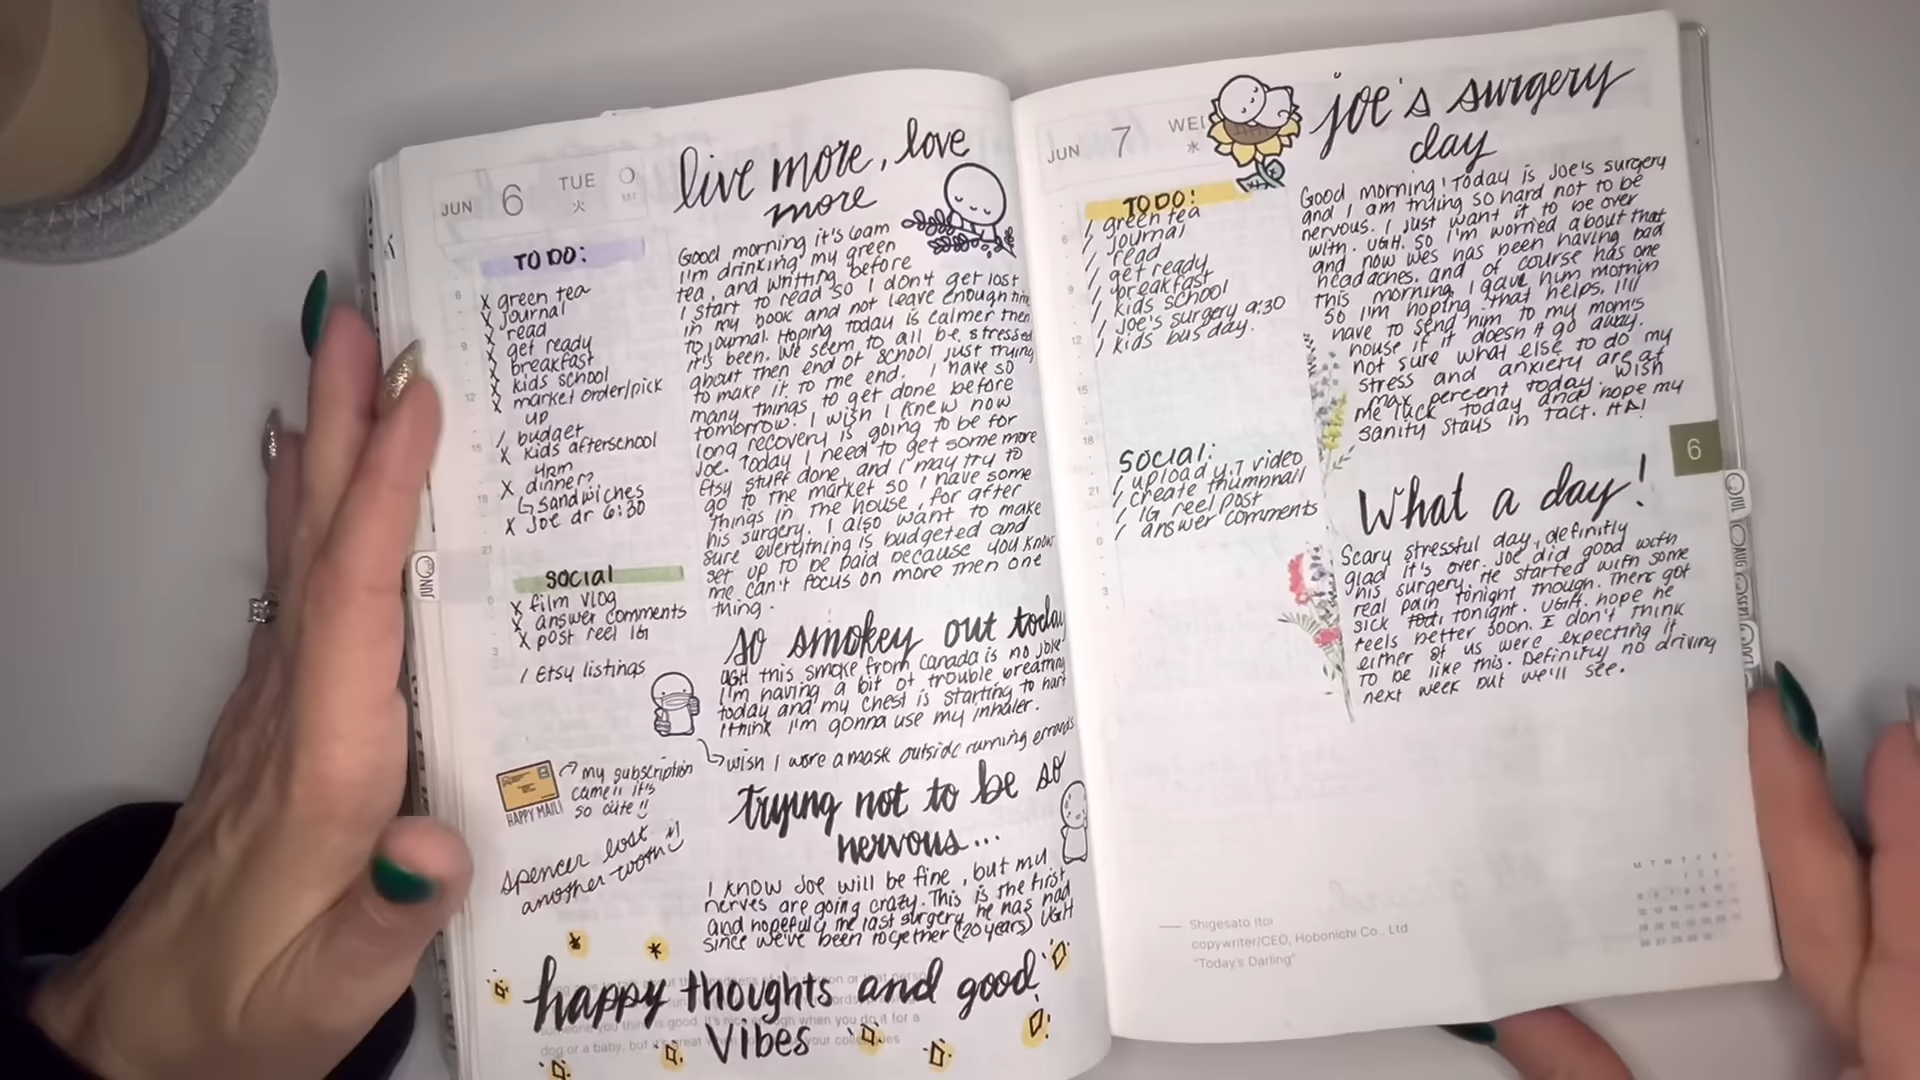 JUN 6 TUE
火
157
live more, love
more
TO DO:
X green tea
X journal
X read
X get ready
X breakfast
X kids school
X market order/pick
up
/ budget
X kids afterschool
4pm
X dinner?
↳ sandwiches
X Joe dr 6:30
Social
X film vlog
X answer comments
X post reel IG
/ Etsy listings
Good morning it's 6am
I'm drinking my green
tea, and writting before
I start to read so I don't get lost
in my book and not leave enough time
to journal. Hoping today is calmer then
it's been. We seem to all be stressed
about then end of school just trying
to make it to the end. I have so
many things to get done before
tomorrow. I wish I knew how
long recovery is going to be for
Joe. Today I need to get some more
Etsy stuff done, and I may try to
go to the market so I have some
things in the house, for after
his surgery. I also want to make
sure everything is budgeted and
set up to be paid because you know
me can't focus on more then one
thing.
so smokey out today
UGH this smoke from Canada is no joke
I'm having a bit of trouble breathing
today and my chest is starting to hurt
I think I'm gonna use my inhaler.
↳ wish I wore a mask outside running errands
HAPPY MAIL!
my subscription
came!! it's
so cute!!
spencer lost
another tooth
trying not to be so
nervous...
I know Joe will be fine, but my
nerves are going crazy. This is the first,
and hopefully the last surgery he has had
since we've been together (20 years) UGH
happy thoughts and good
vibes
JUN
JUN 7 WED
水
joe's surgery
day
TO DO:
/ green tea
/ journal
/ read
/ get ready
/ breakfast
/ kids school
/ Joe's surgery 9:30
/ kids bus day.
SOCIAL:
/ upload y.t video
/ create thumbnail
/ IG reel post
/ answer comments
Good morning! Today is Joe's surgery
and I am trying so hard not to be
nervous. I just want it to be over
with. UGH. So I'm worried about that
and now Wes has been having bad
headaches. and of course has one
this morning. I gave him motrin
so I'm hoping that helps. I'll
have to send him to my mom's
house if it doesn't go away.
not sure what else to do my
stress and anxiety are at
max percent today. Wish
me luck today and hope my
sanity stays in tact. HA!
What a day!
Scary stressful day, definitly
glad it's over. Joe did good with
his surgery. He started with some
real pain tonight though. Then got
sick tonight. UGH. hope he
feels better soon. I don't think
either of us were expecting it
to be like this. Definitly no driving
next week but we'll see.
6
JUL
AUG
SEPT
Shigesato Itoi
copywriter/CEO, Hobonichi Co., Ltd
"Today's Darling"